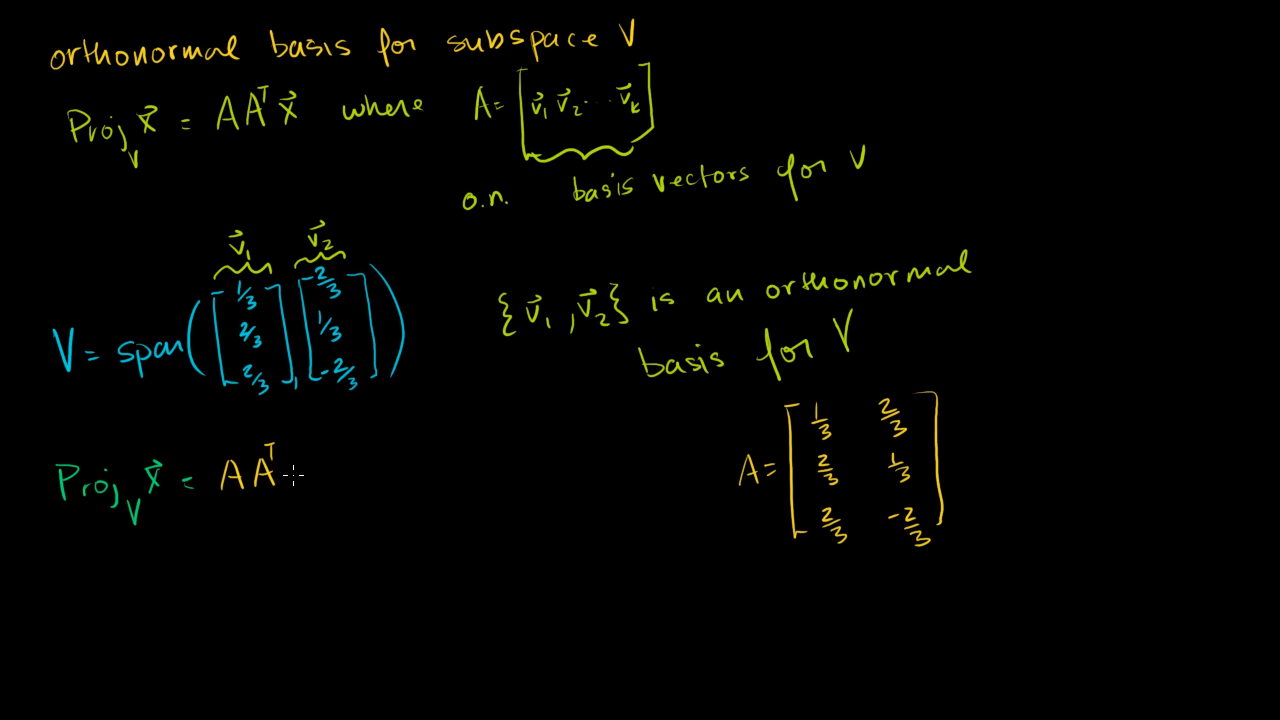 orthonormal basis for subspace V
Proj_V x⃗ = AA^T x⃗ where A = [v⃗₁ v⃗₂ ... v⃗ₖ]
o.n. basis vectors for V
v⃗₁ v⃗₂
V = span([1/3 2/3 2/3], [2/3 1/3 -2/3])
{v⃗₁, v⃗₂} is an orthonormal
basis for V
A = [1/3 2/3
2/3 1/3
2/3 -2/3]
Proj_V x⃗ = A A^T